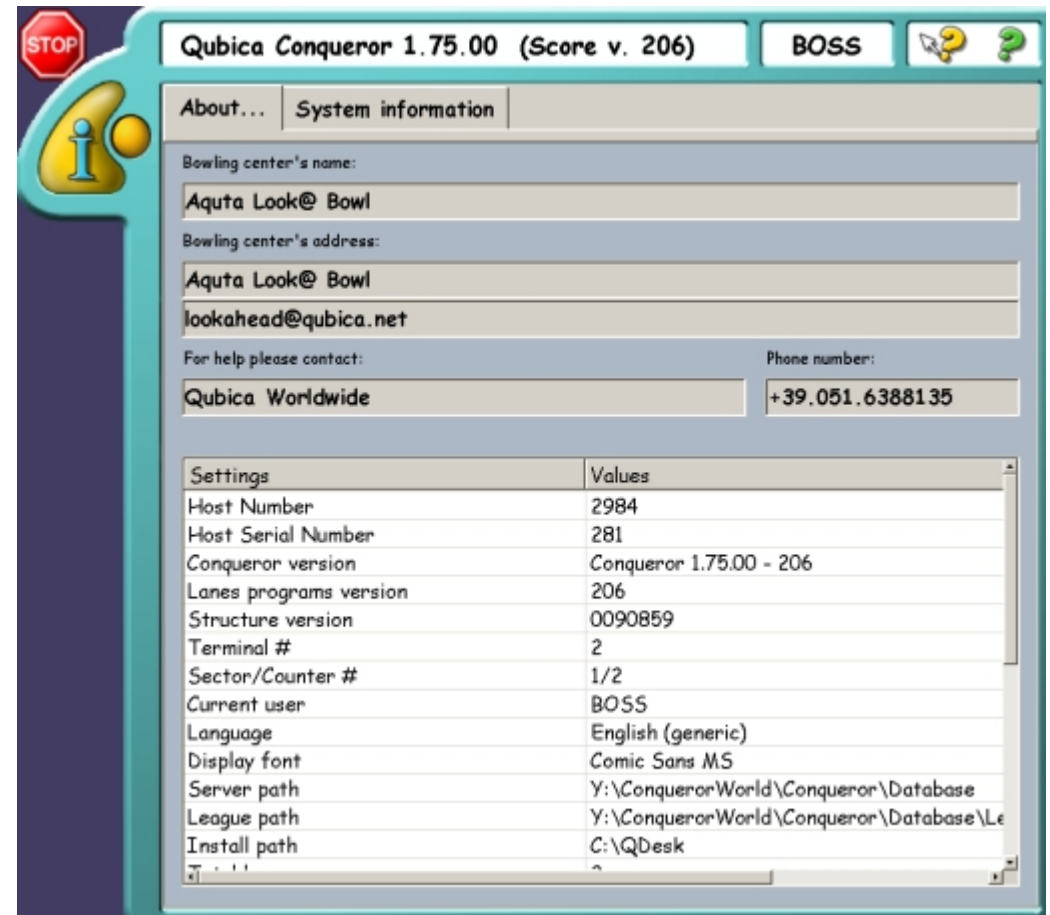 STOP
Qubica Conqueror 1.75.00 (Score v. 206) BOSS
About... System information
Bowling center's name:
Aquta Look@ Bowl
Bowling center's address:
Aquta Look@ Bowl
lookahead@qubica.net
For help please contact: Phone number:
Qubica Worldwide +39.051.6388135
Settings Values
Host Number 2984
Host Serial Number 281
Conqueror version Conqueror 1.75.00 - 206
Lanes programs version 206
Structure version 0090859
Terminal # 2
Sector/Counter # 1/2
Current user BOSS
Language English (generic)
Display font Comic Sans MS
Server path Y:\ConquerorWorld\Conqueror\Database
League path Y:\ConquerorWorld\Conqueror\Database\Le
Install path C:\QDesk